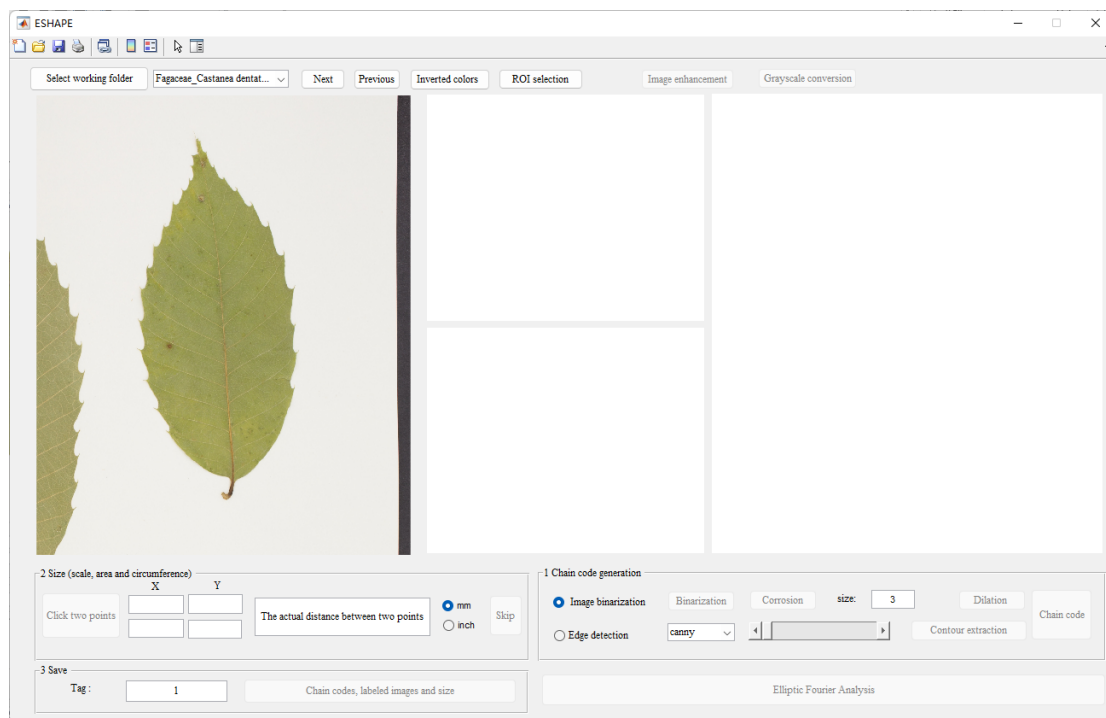 ESHAPE
Select working folder
Fagaceae_Castanea dentat...
Next
Previous
Inverted colors
ROI selection
Image enhancement
Grayscale conversion
2 Size (scale, area and circumference)
X Y
Click two points
The actual distance between two points
mm
inch
Skip
1 Chain code generation
Image binarization
Binarization
Corrosion
size:
3
Dilation
Chain code
Edge detection
canny
Contour extraction
3 Save
Tag :
1
Chain codes, labeled images and size
Elliptic Fourier Analysis